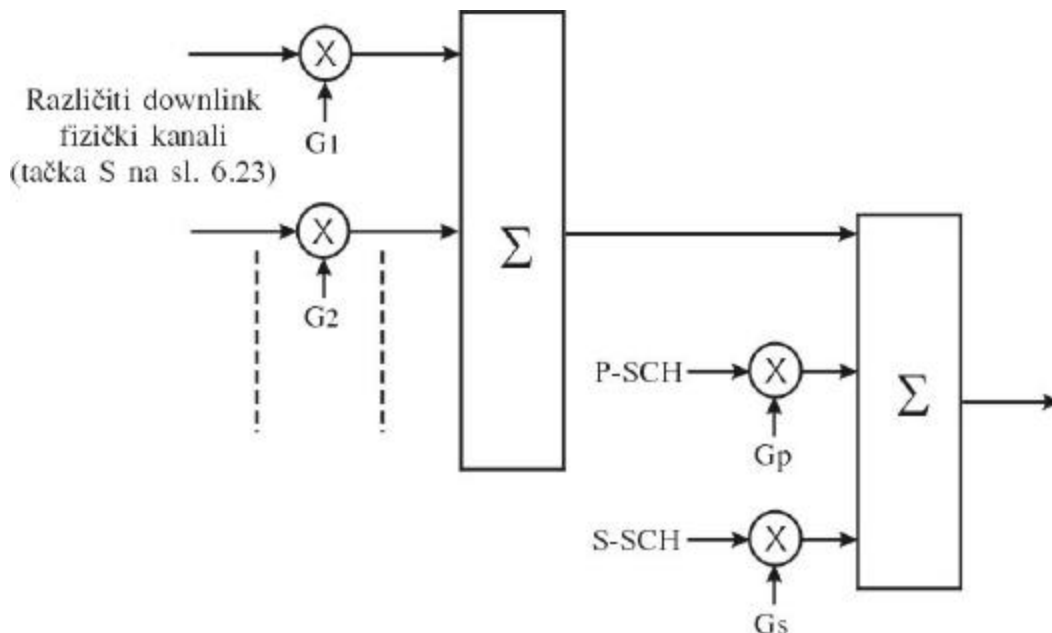 X
Različiti downlink
fizički kanali
(tačka S na sl. 6.23)
G1
X
Σ
G2
P-SCH
X
Σ
Gp
S-SCH
X
Gs